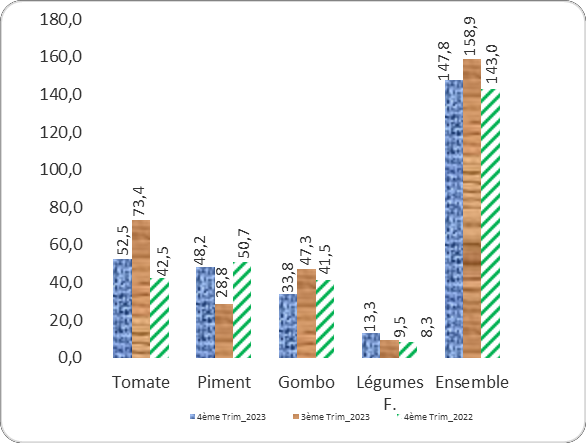 180,0
160,0
140,0
120,0
100,0
80,0
60,0
40,0
20,0
0,0
52,5
73,4
42,5
48,2
28,8
50,7
33,8
47,3
41,5
13,3
9,5
8,3
147,8
158,9
143,0
Tomate
Piment
Gombo
Légumes
F.
Ensemble
4ème Trim_2023
3ème Trim_2023
4ème Trim_2022